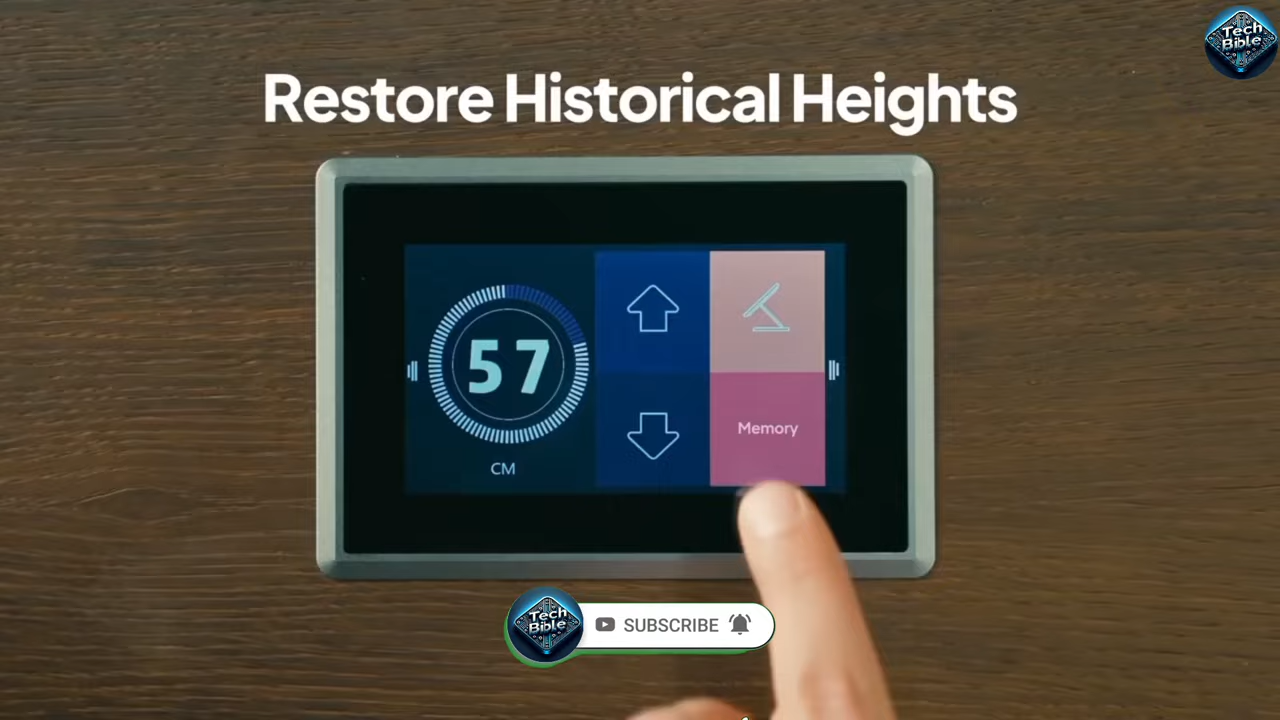 Tech
Bible
Restore Historical Heights
57
CM
Memory
Tech
Bible
SUBSCRIBE